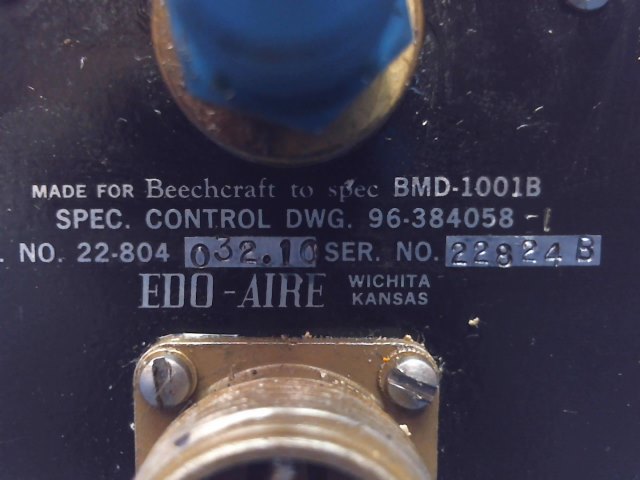 MADE FOR Beechcraft to spec BMD-1001B
SPEC. CONTROL DWG. 96-384058 -1
. NO. 22-804 032.10 SER. NO. 22824B
EDO-AIRE WICHITA
KANSAS